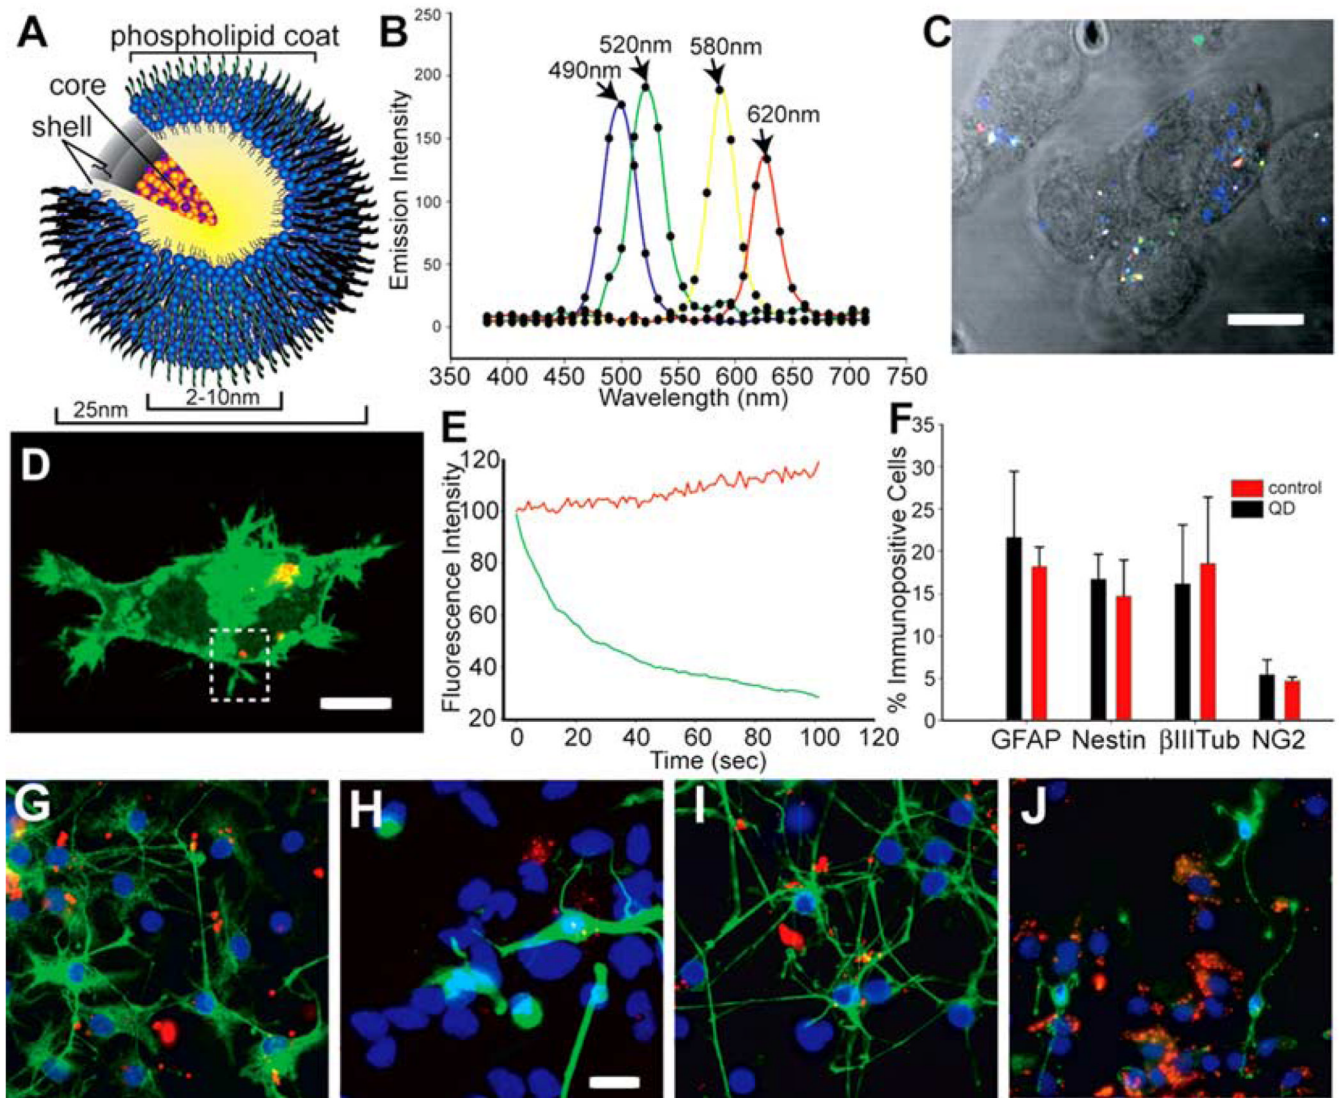 A
phospholipid coat
core
shell
2-10nm
25nm
B
250
200
150
100
50
0
Emission Intensity
490nm
520nm
580nm
620nm
350 400 450 500 550 600 650 700 750
Wavelength (nm)
C
D
E
120
100
80
60
40
20
Fluorescence Intensity
0 20 40 60 80 100 120
Time (sec)
F
35
30
25
20
15
10
5
0
% Immunopositive Cells
control
QD
GFAP Nestin βIIITub NG2
G
H
I
J